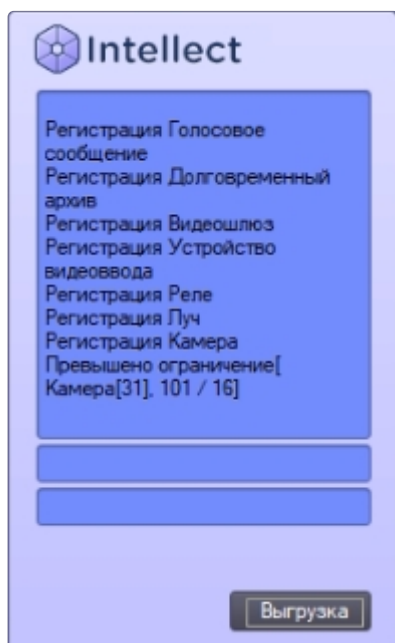 Intellect
Регистрация Голосовое
сообщение
Регистрация Долговременный
архив
Регистрация Видеошлюз
Регистрация Устройство
видеоввода
Регистрация Реле
Регистрация Луч
Регистрация Камера
Превышено ограничение[
Камера[31], 101 / 16]
Выгрузка